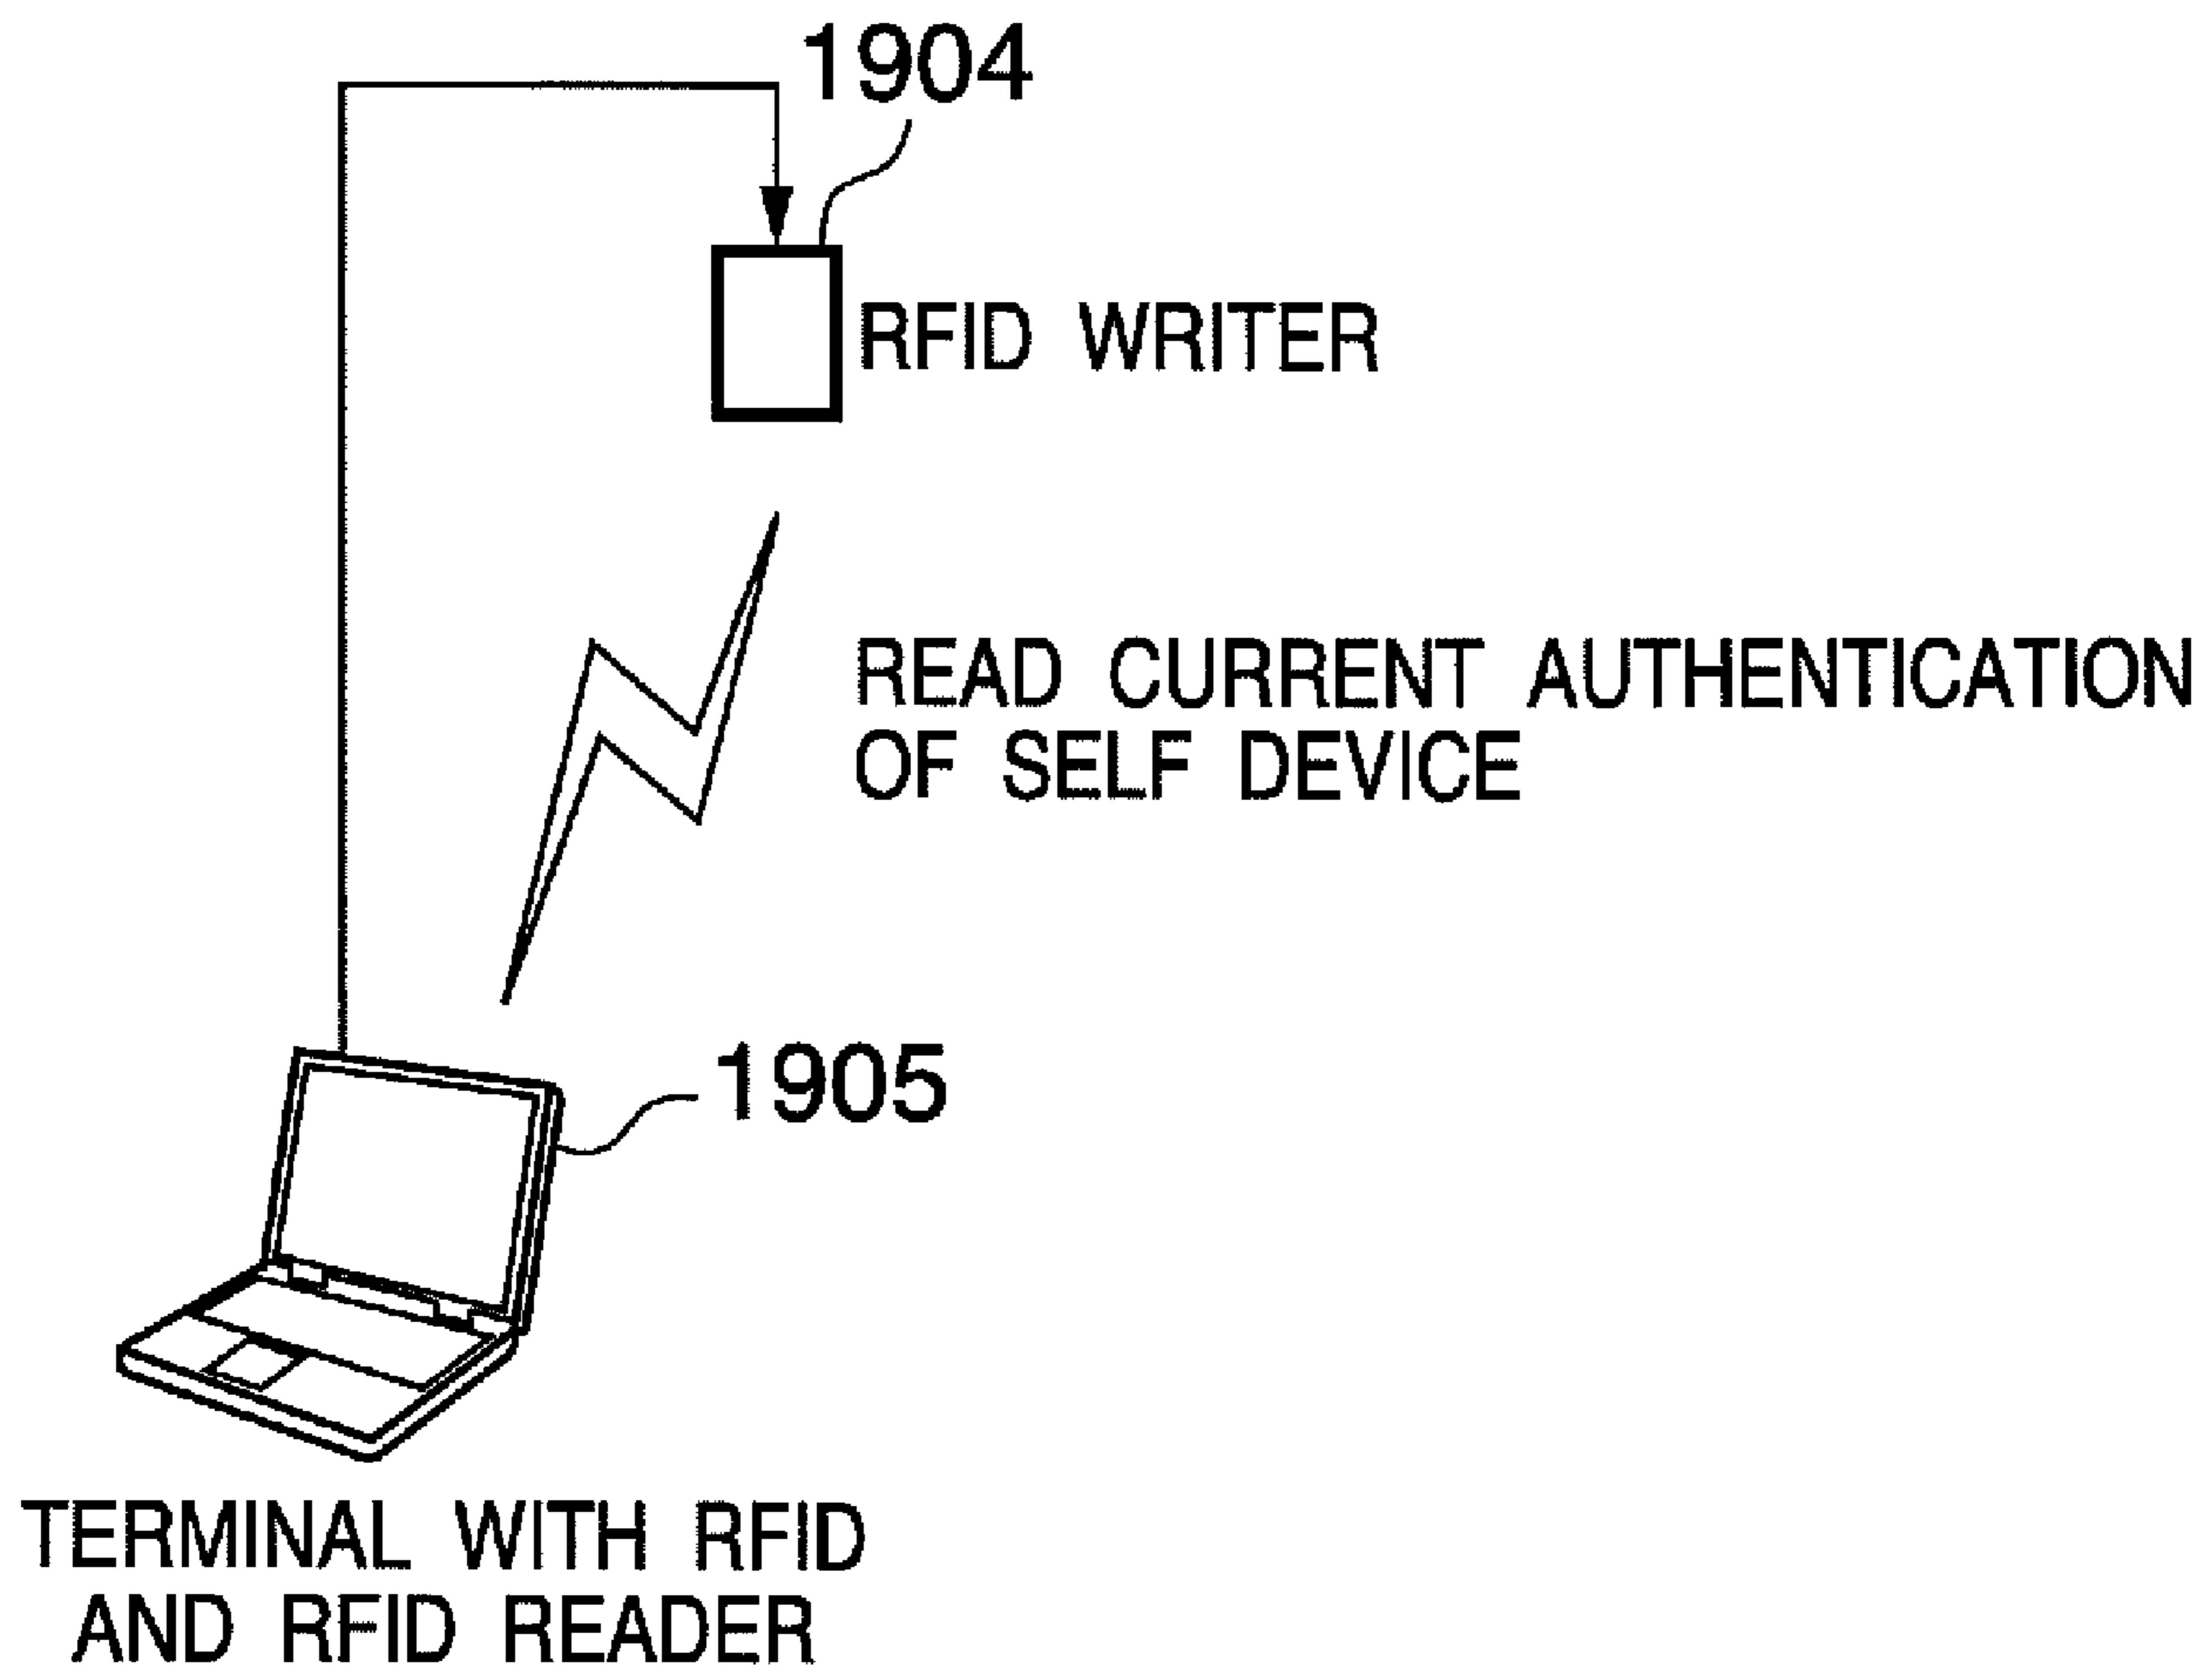 1904
RFID WRITER
READ CURRENT AUTHENTICATION
OF SELF DEVICE
1905
TERMINAL WITH RFID
AND RFID READER